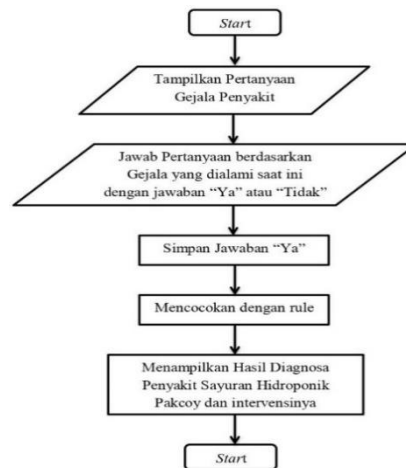 Start
Tampilkan Pertanyaan
Gejala Penyakit
Jawab Pertanyaan berdasarkan
Gejala yang dialami saat ini
dengan jawaban “Ya” atau “Tidak”
Simpan Jawaban “Ya”
Mencocokan dengan rule
Menampilkan Hasil Diagnosa
Penyakit Sayuran Hidroponik
Pakcoy dan intervensinya
Start